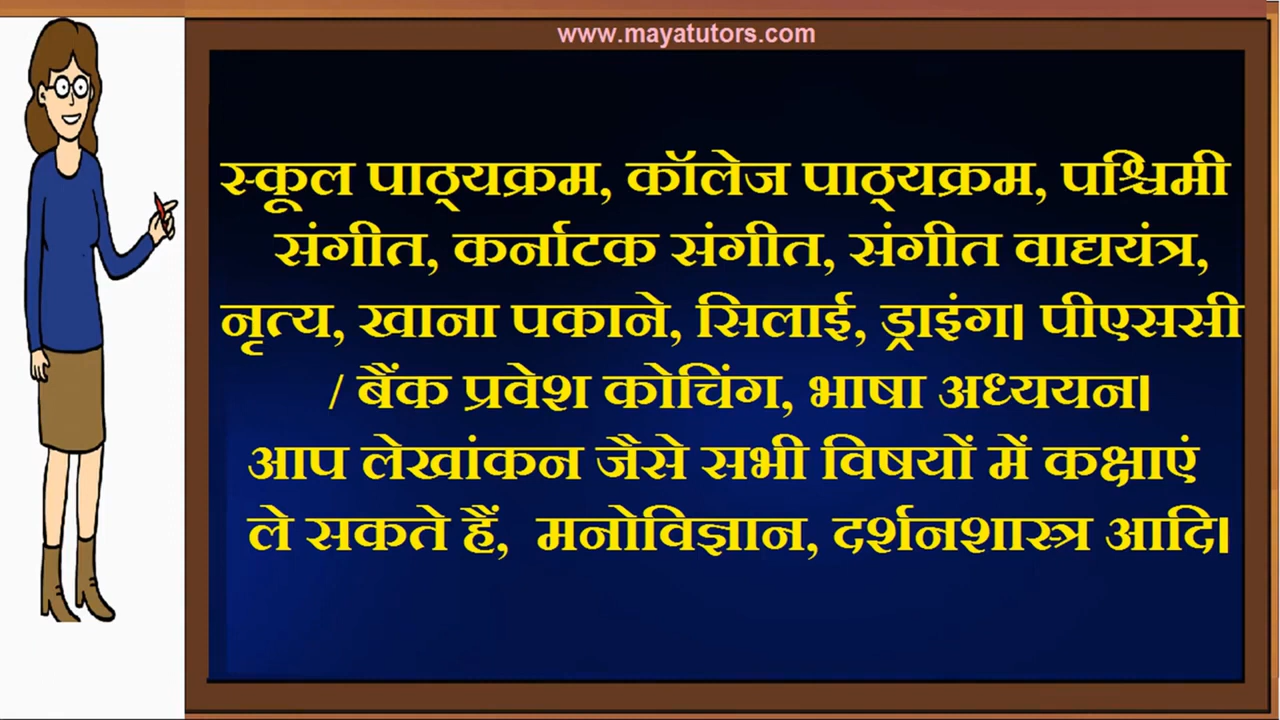 www.mayatutors.com
स्कूल पाठ्यक्रम, कॉलेज पाठ्यक्रम, पश्चिमी
संगीत, कर्नाटक संगीत, संगीत वाद्ययंत्र,
नृत्य, खाना पकाने, सिलाई, ड्राइंग। पीएससी
/ बैंक प्रवेश कोचिंग, भाषा अध्ययन।
आप लेखांकन जैसे सभी विषयों में कक्षाएं
ले सकते हैं, मनोविज्ञान, दर्शनशास्त्र आदि।